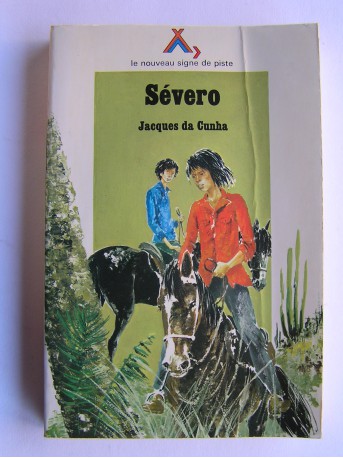 le nouveau signe de piste
Sévero
Jacques da Cunha